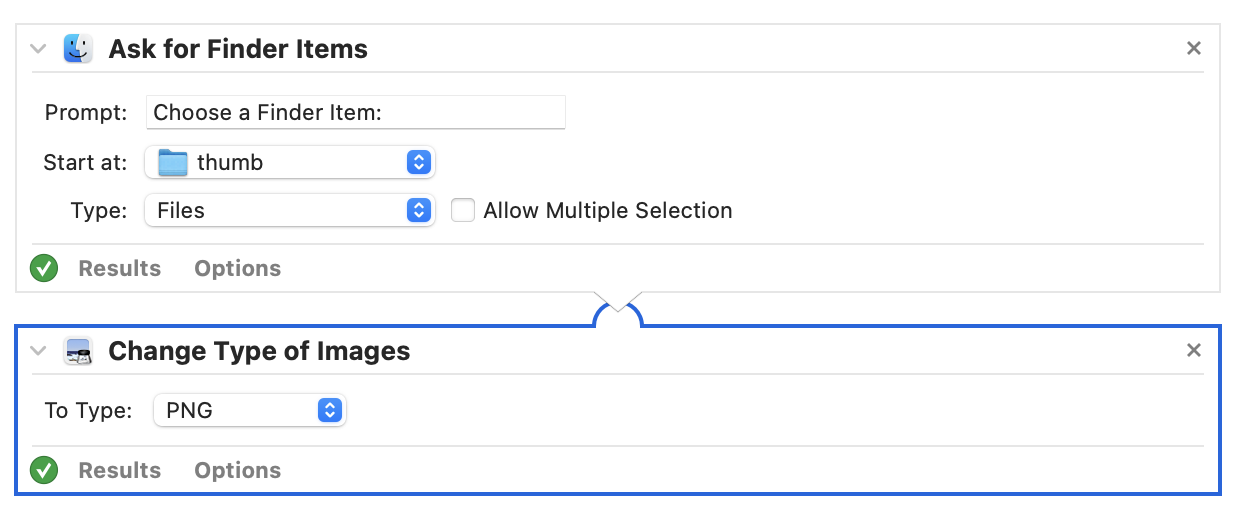 Ask for Finder Items
Prompt: Choose a Finder Item:
Start at: thumb
Type: Files Allow Multiple Selection
Results Options
Change Type of Images
To Type: PNG
Results Options